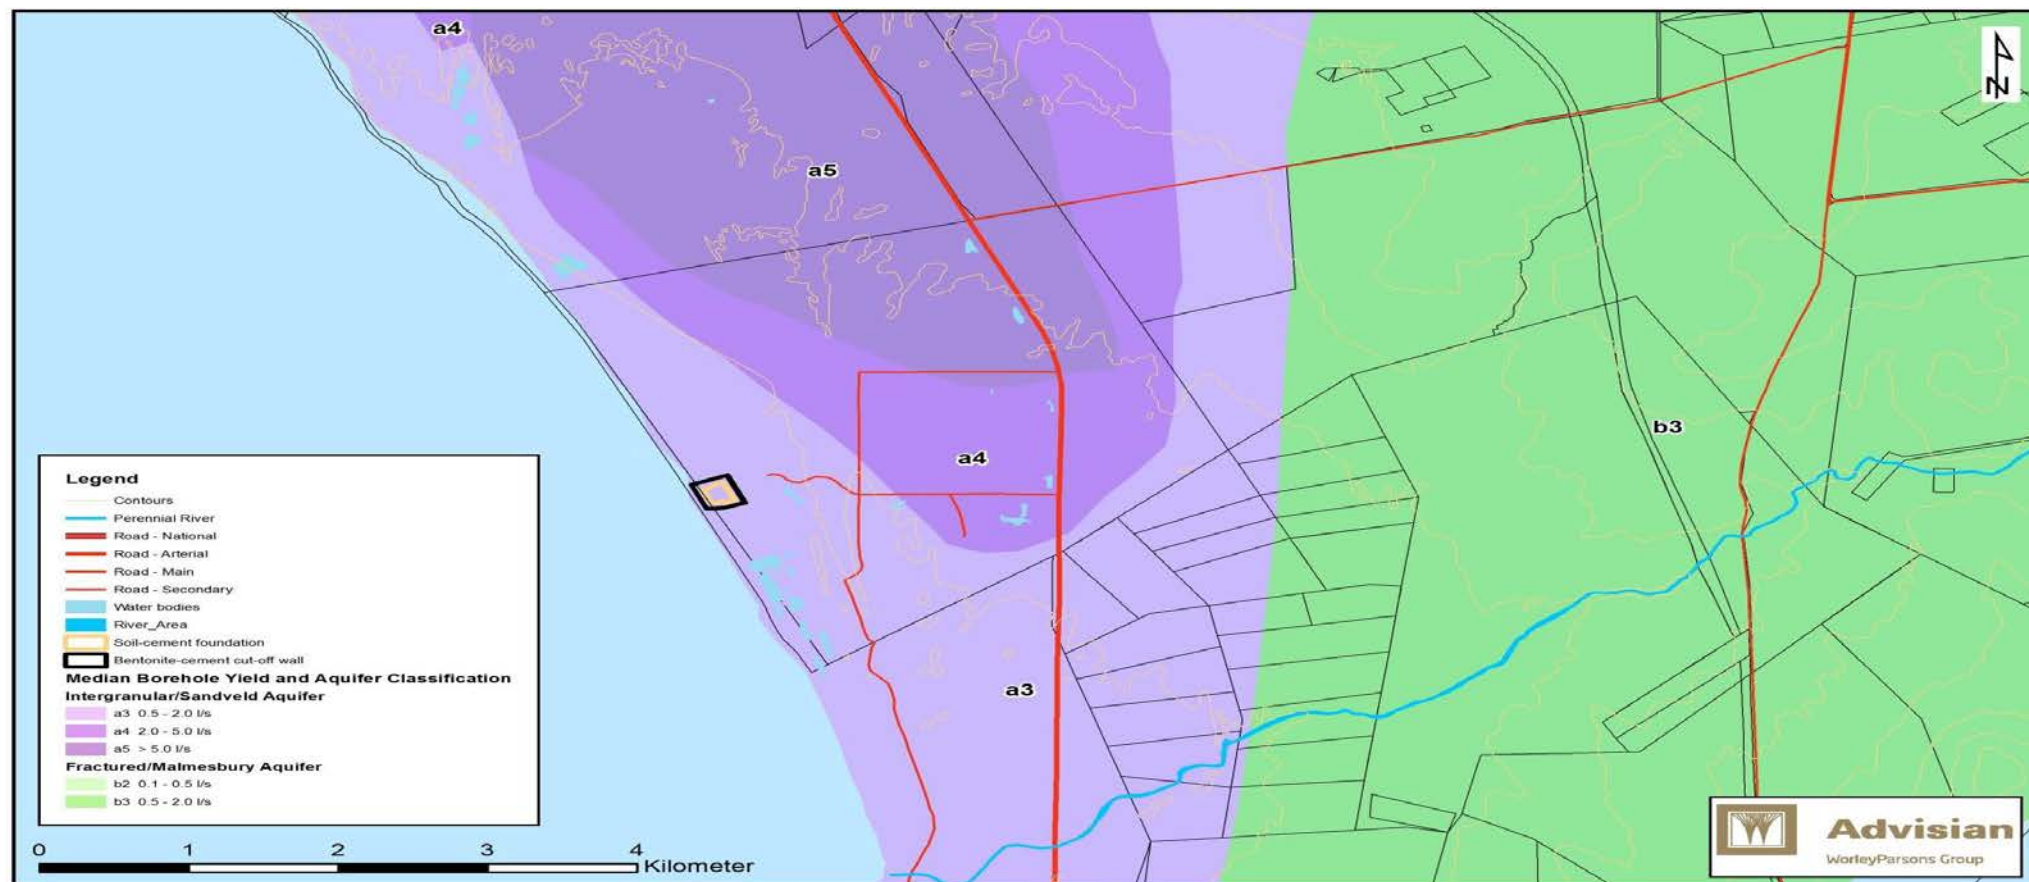 a4
N
a5
b3
a4
a3
Legend
Contours
Perennial River
Road - National
Road - Arterial
Road - Main
Road - Secondary
Water bodies
River_Area
Soil-cement foundation
Bentonite-cement cut-off wall
Median Borehole Yield and Aquifer Classification
Intergranular/Sandveld Aquifer
a3 0.5 - 2.0 l/s
a4 2.0 - 5.0 l/s
a5 > 5.0 l/s
Fractured/Malmesbury Aquifer
b2 0.1 - 0.5 l/s
b3 0.5 - 2.0 l/s
0 1 2 3 4
Kilometer
Advisian
WorleyParsons Group